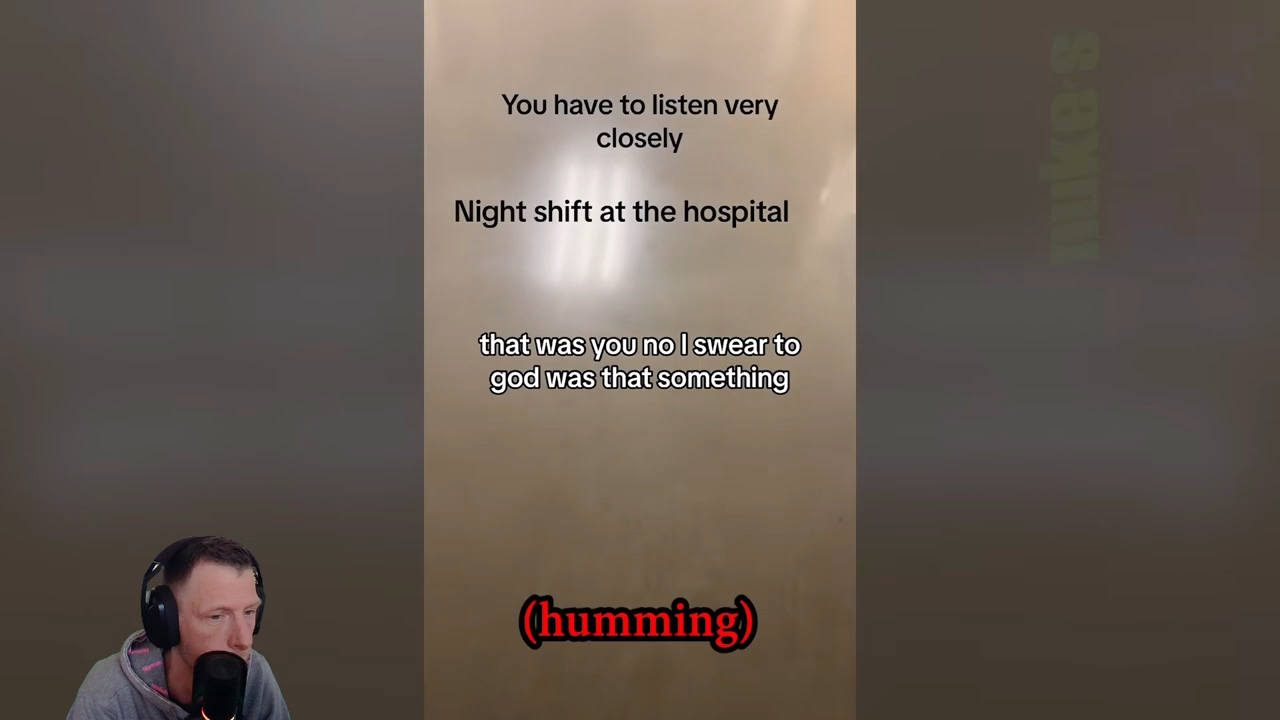 You have to listen very
closely
Night shift at the hospital
that was you no I swear to
god was that something
(humming)
nuke's